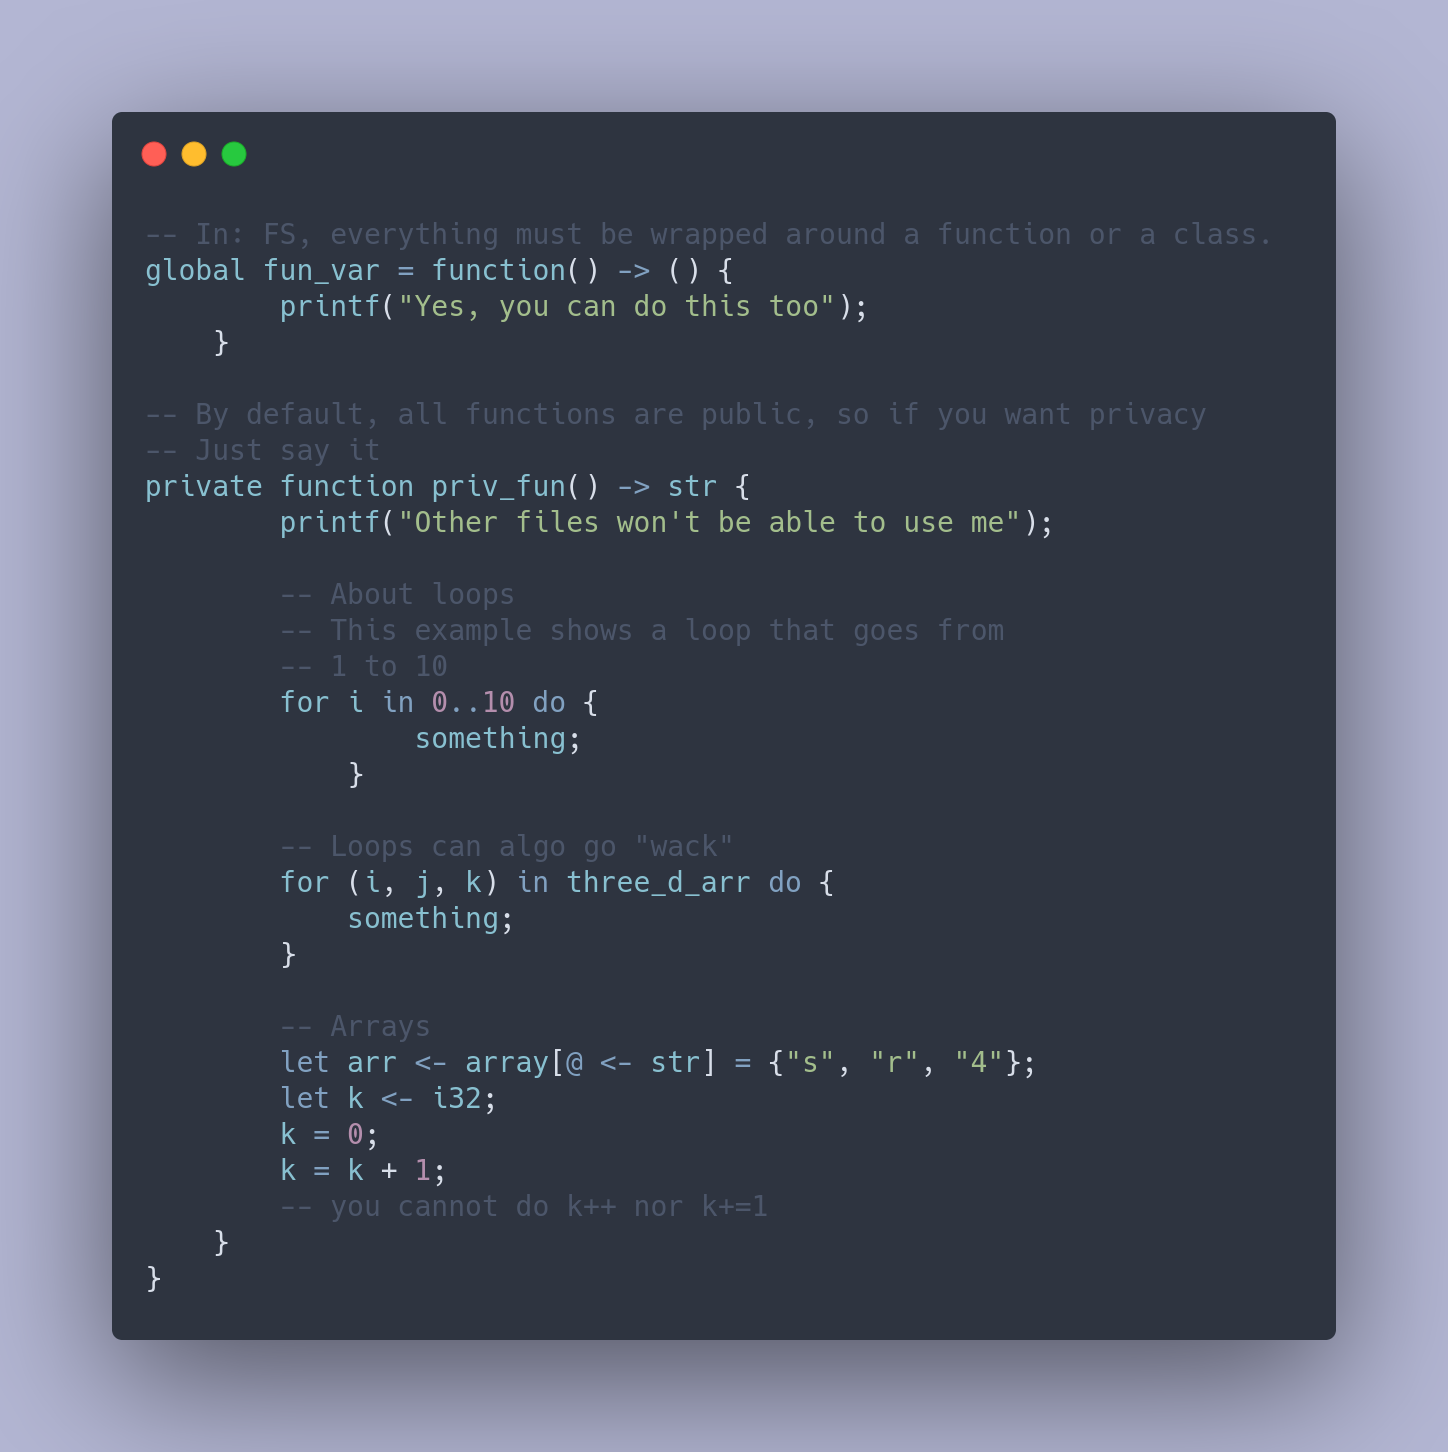 -- In: FS, everything must be wrapped around a function or a class.
global fun_var = function() -> () {
        printf("Yes, you can do this too");
    }

-- By default, all functions are public, so if you want privacy
-- Just say it
private function priv_fun() -> str {
        printf("Other files won't be able to use me");

        -- About loops
        -- This example shows a loop that goes from
        -- 1 to 10
        for i in 0..10 do {
                something;
            }

        -- Loops can algo go "wack"
        for (i, j, k) in three_d_arr do {
            something;
        }

        -- Arrays
        let arr <- array[@ <- str] = {"s", "r", "4"};
        let k <- i32;
        k = 0;
        k = k + 1;
        -- you cannot do k++ nor k+=1
    }
}